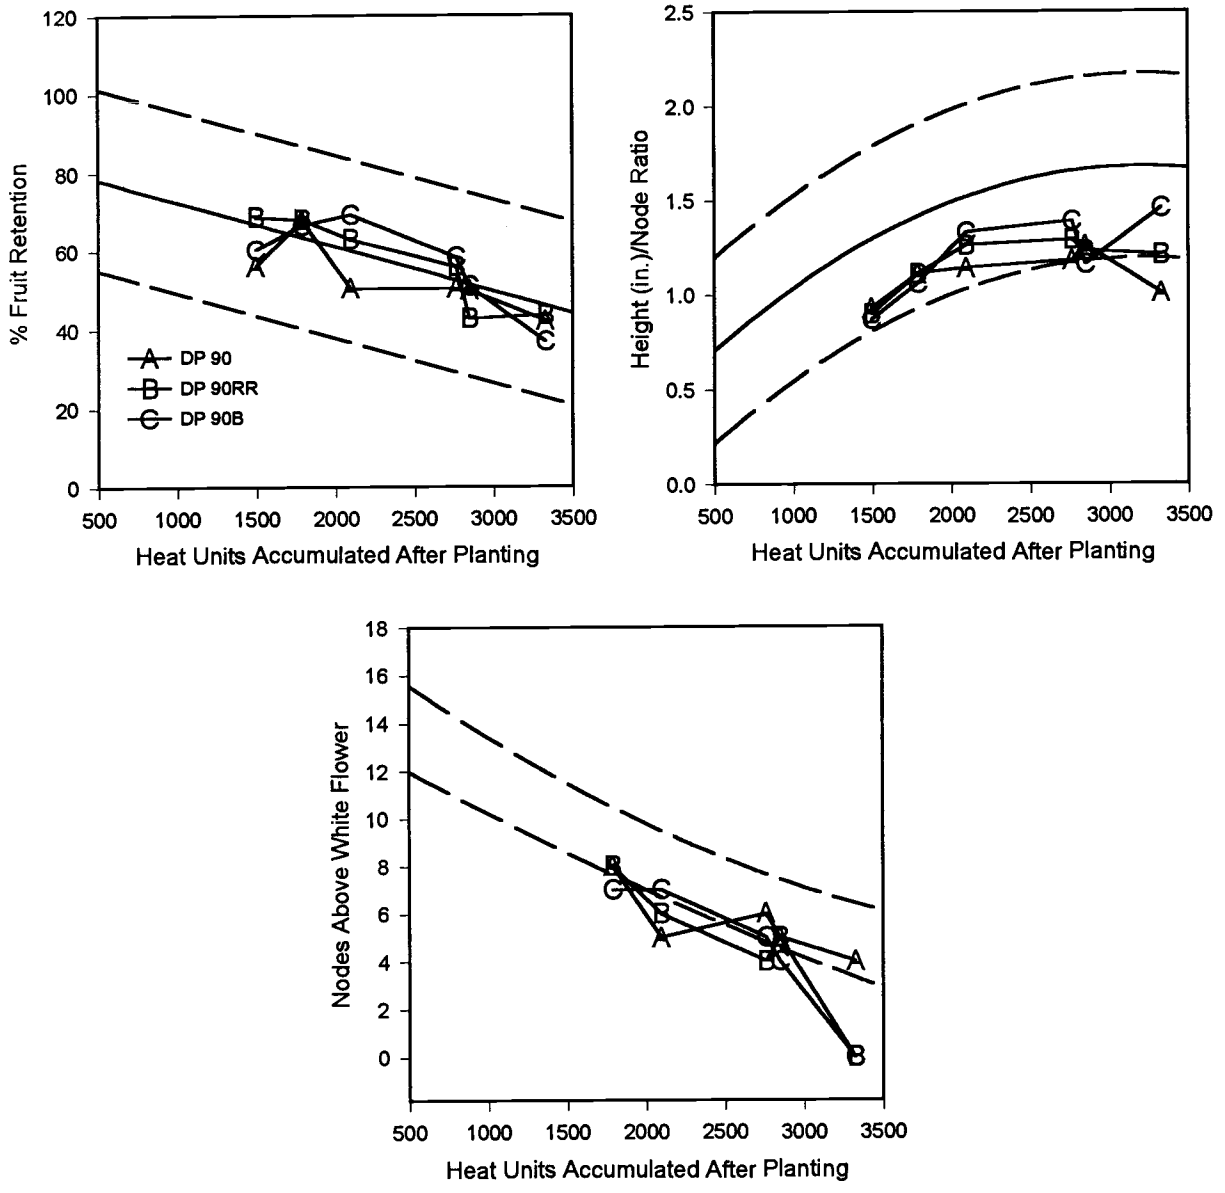 120
100
80
60
40
20
0
% Fruit Retention
A DP 90
B DP 90RR
C DP 90B
500 1000 1500 2000 2500 3000 3500
Heat Units Accumulated After Planting
2.5
2.0
1.5
1.0
0.5
0.0
Height (in.)/Node Ratio
500 1000 1500 2000 2500 3000 3500
Heat Units Accumulated After Planting
18
16
14
12
10
8
6
4
2
0
Nodes Above White Flower
500 1000 1500 2000 2500 3000 3500
Heat Units Accumulated After Planting